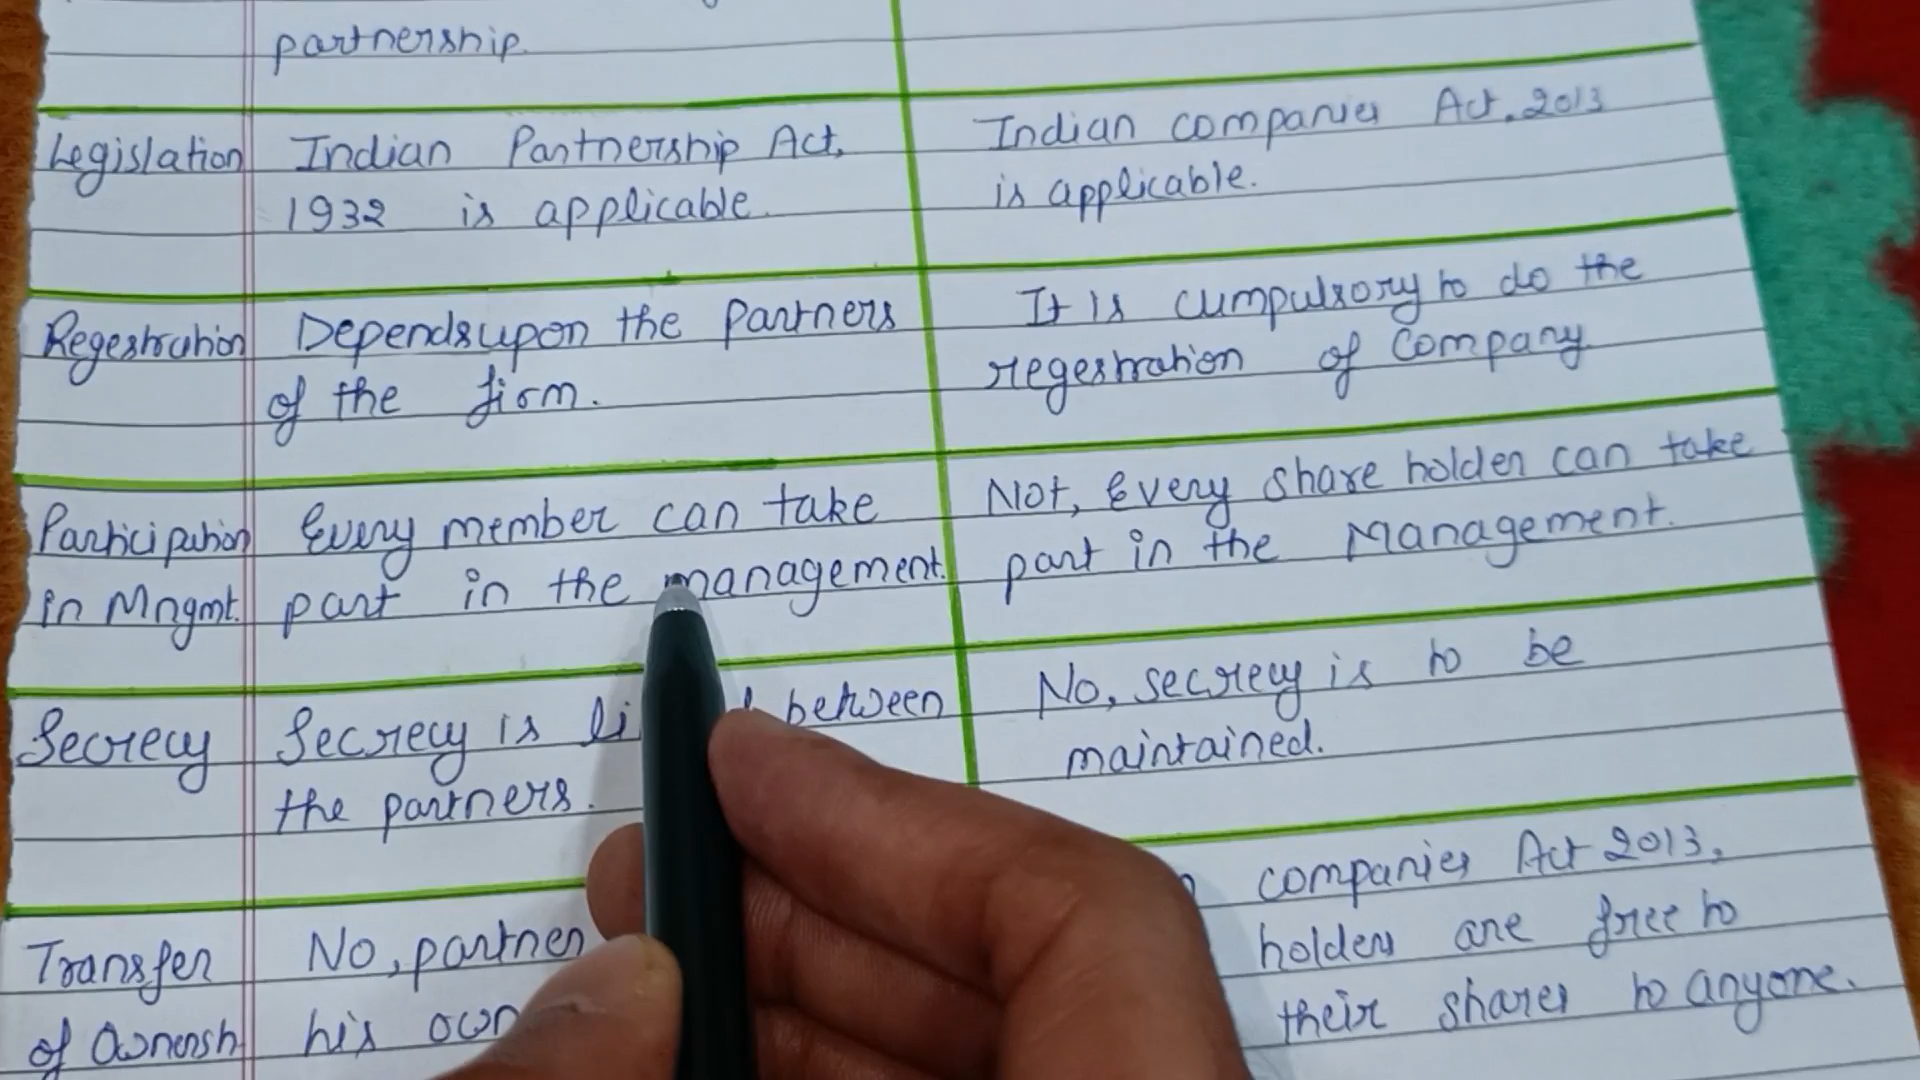 partnership.
Legislation Indian Partnership Act, Indian companies Act, 2013
1932 is applicable. is applicable.
Regestration Depends upon the Partners It Is cumpulsory to do the
of the firm. regestration of Company.
Participation Every member can take Not, Every share holder can take
in Mngmt. part in the management. part in the Management.
Secrecy Secrecy is between No, secrecy is to be
the partners. maintained.
companies Act 2013,
Transfer No, partner holders are free to
of Ownersh his own their shares to anyone.